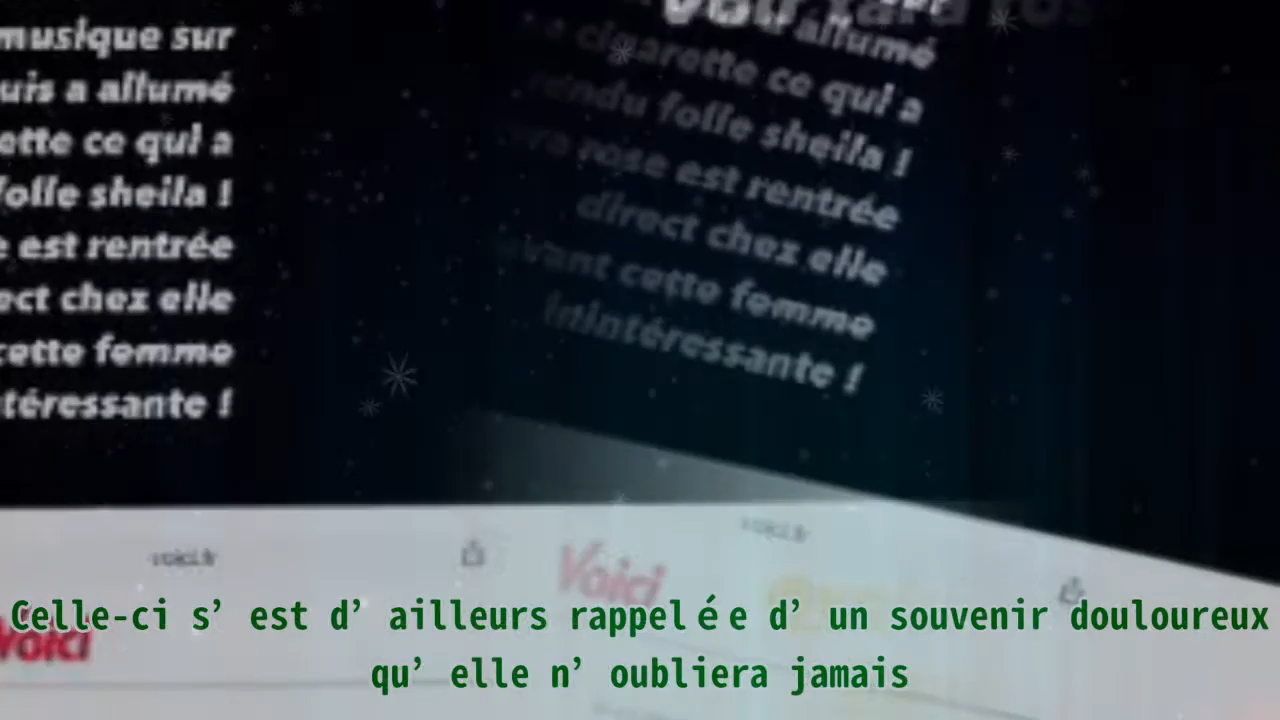 musique sur
uis a allumé
ette ce qui a
folle sheila !
e est rentrée
ect chez elle
cette femme
téressante !
voir
allumé
cigarette ce qui a
rendu folle sheila !
rose est rentrée
direct chez elle
cette femme
inintéressante !
voici.fr
voici.fr
Voici
Voici
Celle-ci s’ est d’ ailleurs rappelée d’ un souvenir douloureux
qu’ elle n’ oubliera jamais